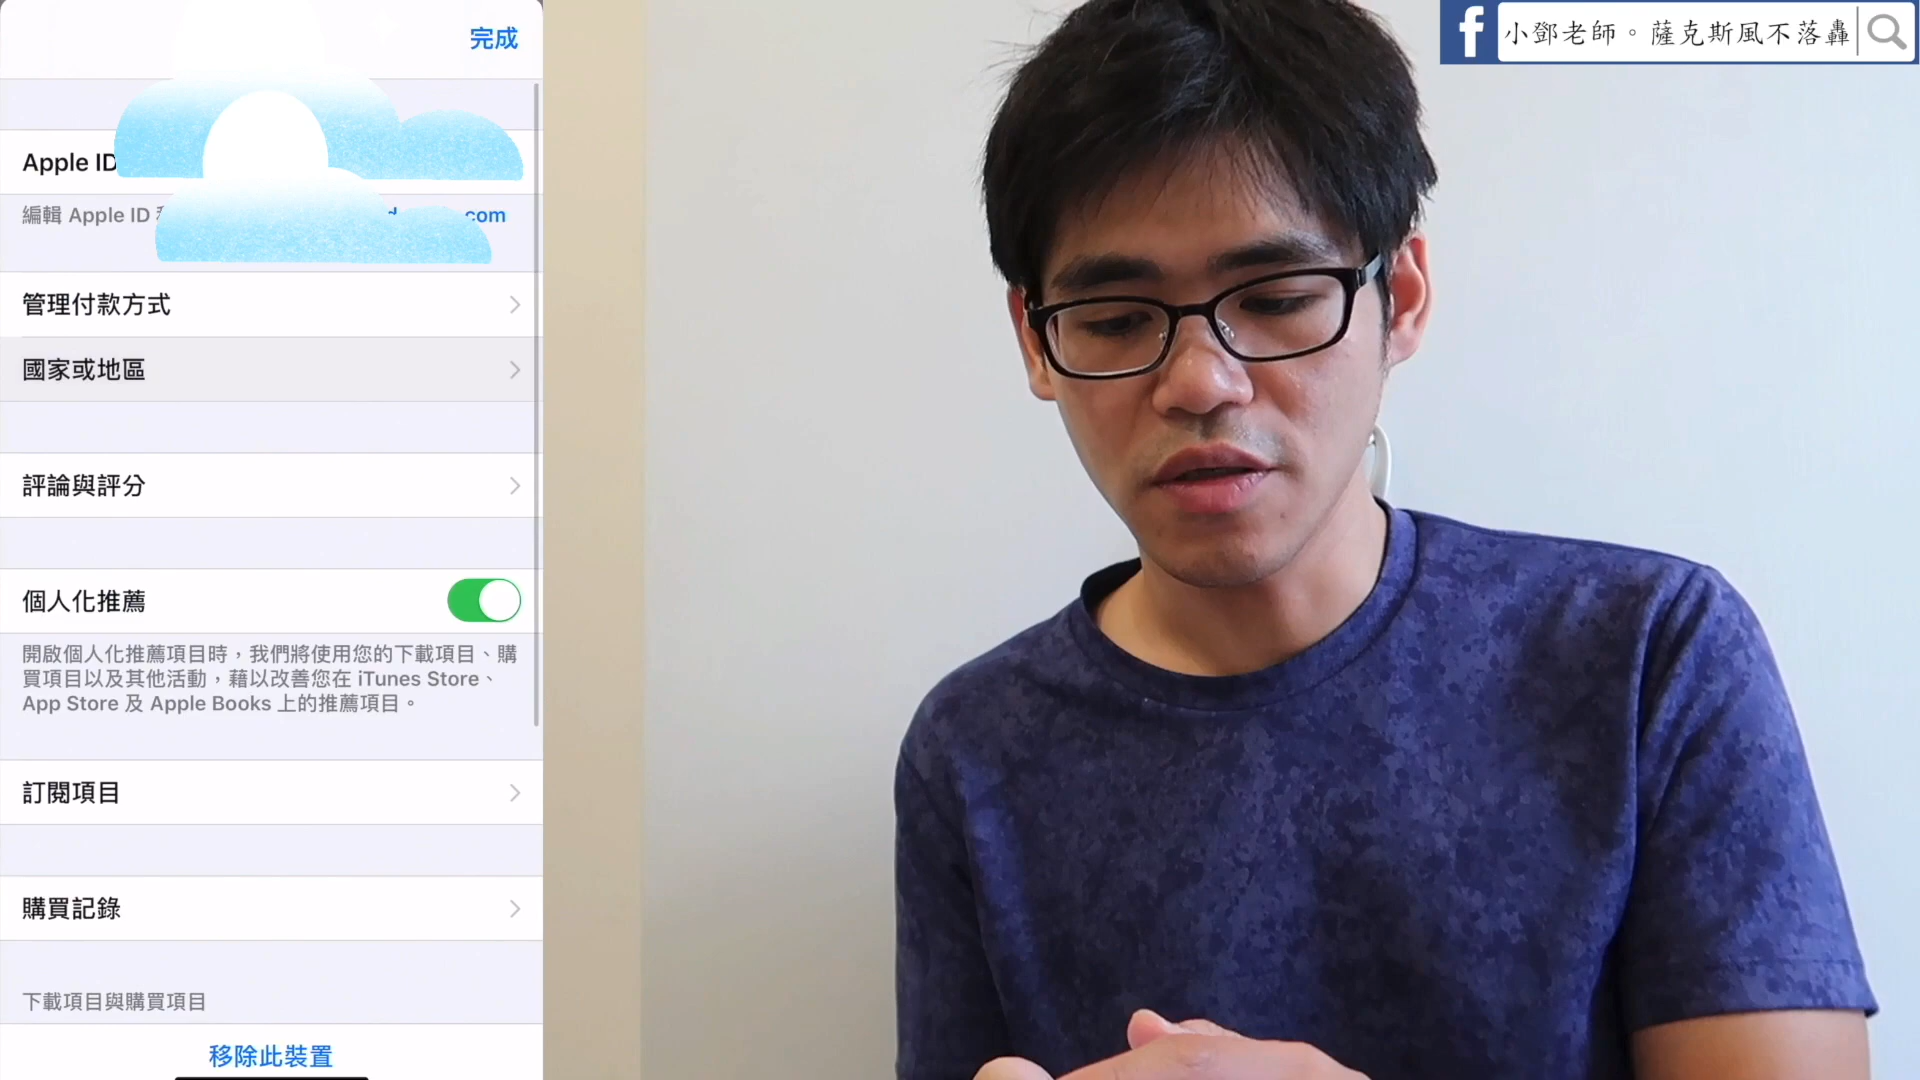 完成
Apple ID
編輯 Apple ID
com
管理付款方式
國家或地區
評論與評分
個人化推薦
開啟個人化推薦項目時，我們將使用您的下載項目、購
買項目以及其他活動，藉以改善您在 iTunes Store、
App Store 及 Apple Books 上的推薦項目。
訂閱項目
購買記錄
下載項目與購買項目
移除此裝置
f 小鄧老師。薩克斯風不落轟